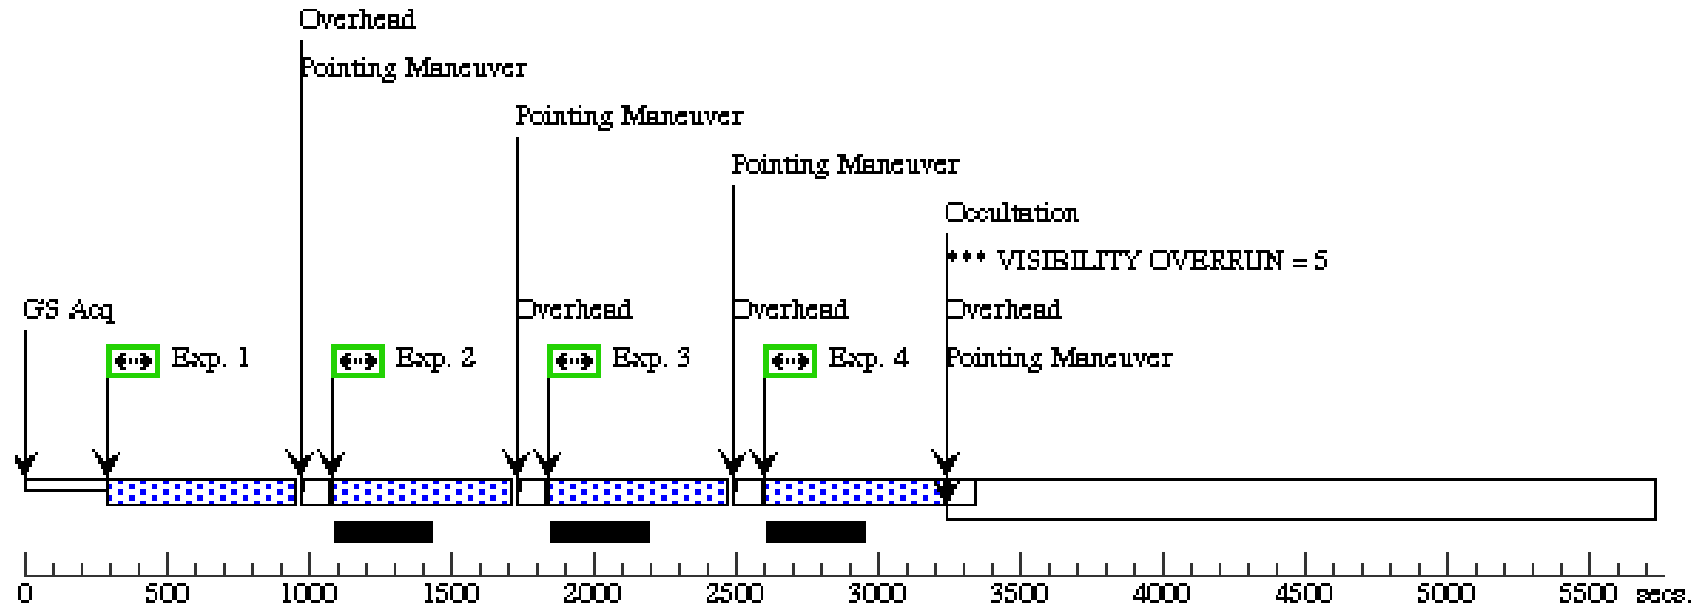 Overhead
Pointing Maneuver
Pointing Maneuver
Pointing Maneuver
Occultation
*** VISIBILITY OVERRUN = 5
GS Acq
Overhead
Overhead
Overhead
Exp. 1
Exp. 2
Exp. 3
Exp. 4
Pointing Maneuver
0 500 1000 1500 2000 2500 3000 3500 4000 4500 5000 5500 secs.